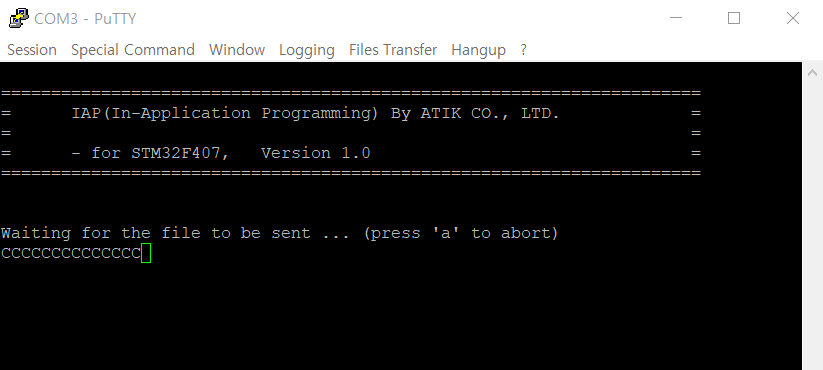 COM3 - PuTTY
Session Special Command Window Logging Files Transfer Hangup ?
======================================================================
=      IAP(In-Application Programming) By ATIK CO., LTD.             =
=                                                                    =
=      - for STM32F407,   Version 1.0                                =
======================================================================
Waiting for the file to be sent ... (press 'a' to abort)
CCCCCCCCCCCCCC